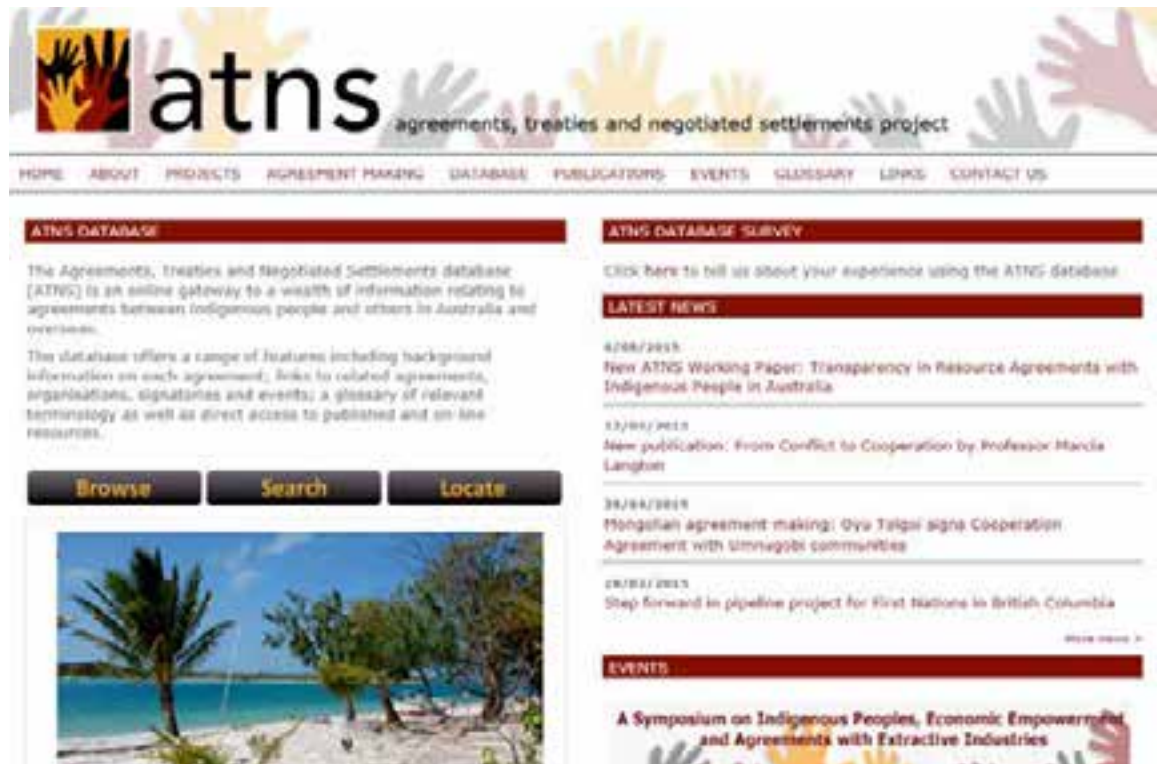 atns
agreements, treaties and negotiated settlements project
HOME ABOUT PROJECTS AGREEMENT MAKING DATABASE PUBLICATIONS EVENTS GLOSSARY LINKS CONTACT US
ATNS DATABASE
The Agreements, Treaties and Negotiated Settlements database
(ATNS) is an online gateway to a wealth of information relating to
agreements between Indigenous people and others in Australia and
overseas.
The database offers a range of features including background
information on each agreement; links to related agreements,
organisations, signatories and events; a glossary of relevant
terminology as well as direct access to published and on-line
resources.
Browse Search Locate
ATNS DATABASE SURVEY
Click here to tell us about your experience using the ATNS database
LATEST NEWS
New ATNS Working Paper: Transparency in Resource Agreements with
Indigenous People in Australia
New publication: From Conflict to Cooperation by Professor Marcia
Langton
Mongolian agreement making: Oyu Tolgoi signs Cooperation
Agreement with Umnugobi communities
Step forward in pipeline project for First Nations in British Columbia
More news >
EVENTS
A Symposium on Indigenous Peoples, Economic Empowerment
and Agreements with Extractive Industries